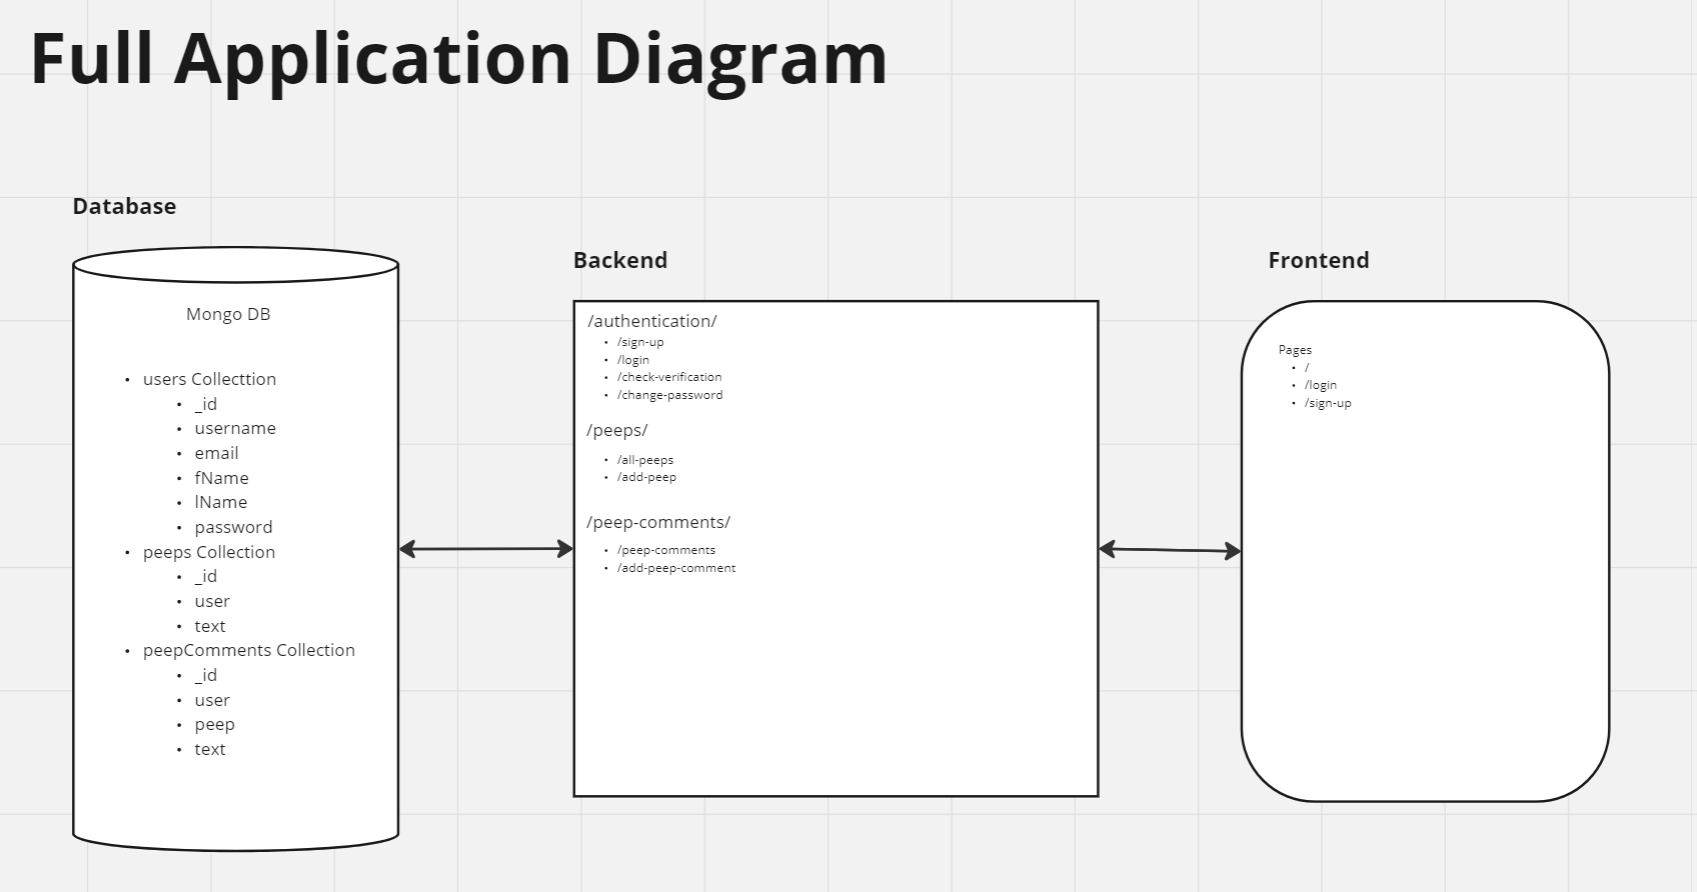 Full Application Diagram
Database
Mongo DB
• users Collecttion
• _id
• username
• email
• fName
• lName
• password
• peeps Collection
• _id
• user
• text
• peepComments Collection
• _id
• user
• peep
• text
Backend
/authentication/
• /sign-up
• /login
• /check-verification
• /change-password
/peeps/
• /all-peeps
• /add-peep
/peep-comments/
• /peep-comments
• /add-peep-comment
Frontend
Pages
• /
• /login
• /sign-up